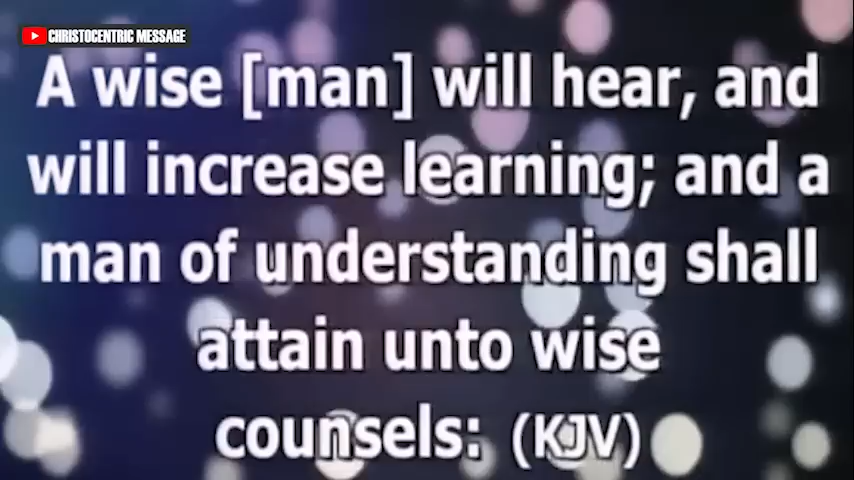 CHRISTOCENTRIC MESSAGE
A wise [man] will hear, and
will increase learning; and a
man of understanding shall
attain unto wise
counsels: (KJV)